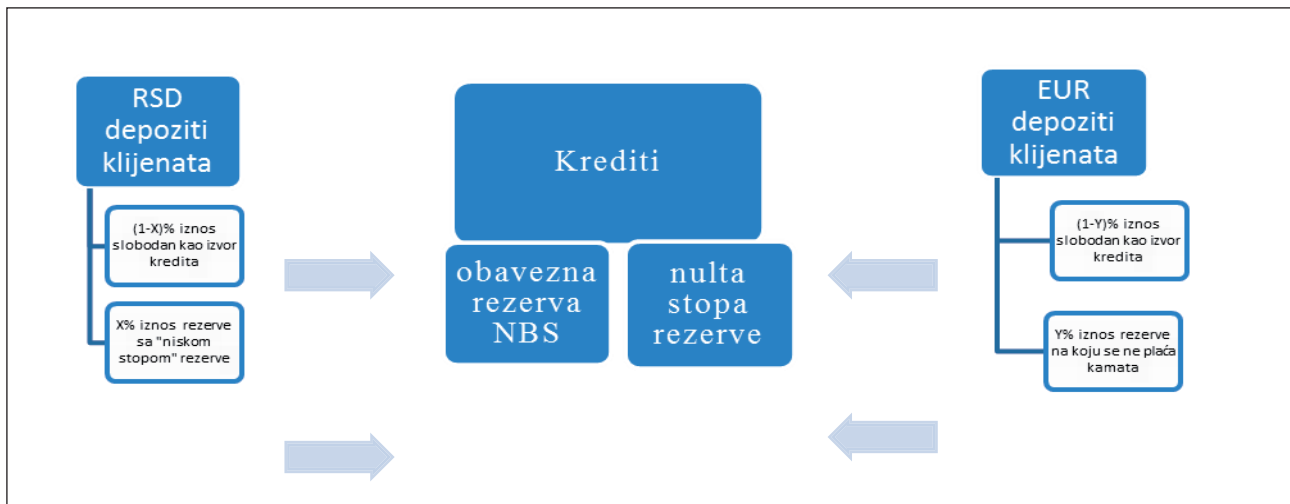 RSD
depoziti
klijenata
(1-X)% iznos
slobodan kao izvor
kredita
X% iznos rezerve
sa "niskom
stopom" rezerve
Krediti
obavezna
rezerva
NBS
nulta
stopa
rezerve
EUR
depoziti
klijenata
(1-Y)% iznos
slobodan kao izvor
kredita
Y% iznos rezerve
na koju se ne plaća
kamata